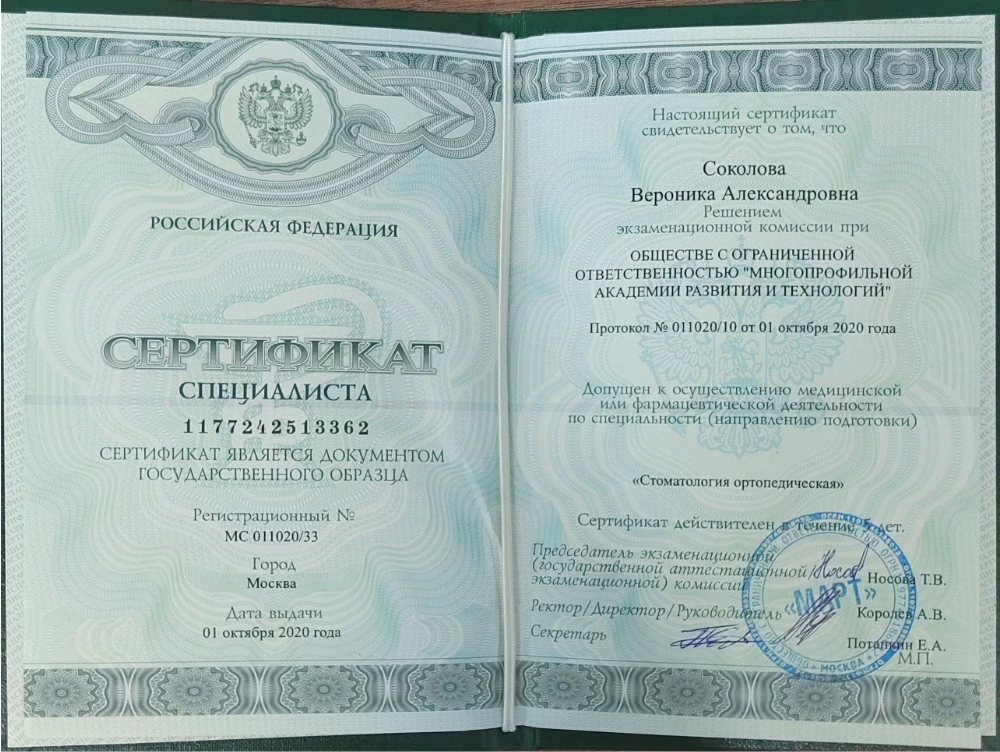 РОССИЙСКАЯ ФЕДЕРАЦИЯ
СЕРТИФИКАТ
СПЕЦИАЛИСТА
1177242513362
СЕРТИФИКАТ ЯВЛЯЕТСЯ ДОКУМЕНТОМ
ГОСУДАРСТВЕННОГО ОБРАЗЦА
Регистрационный №
МС 011020/33
Город
Москва
Дата выдачи
01 октября 2020 года
Настоящий сертификат
свидетельствует о том, что
Соколова
Вероника Александровна
Решением
экзаменационной комиссии при
ОБЩЕСТВЕ С ОГРАНИЧЕННОЙ
ОТВЕТСТВЕННОСТЬЮ "МНОГОПРОФИЛЬНОЙ
АКАДЕМИИ РАЗВИТИЯ И ТЕХНОЛОГИЙ"
Протокол № 011020/10 от 01 октября 2020 года
Допущен к осуществлению медицинской
или фармацевтической деятельности
по специальности (направлению подготовки)
«Стоматология ортопедическая»
Сертификат действителен в течение 5 лет.
Председатель экзаменационной
(государственной аттестационной/
экзаменационной) комиссии
Носова Т.В.
Ректор/Директор/Руководитель
Королев А.В.
Секретарь
Потапкин Е.А.
М.П.
«МАРТ»
МОСКВА